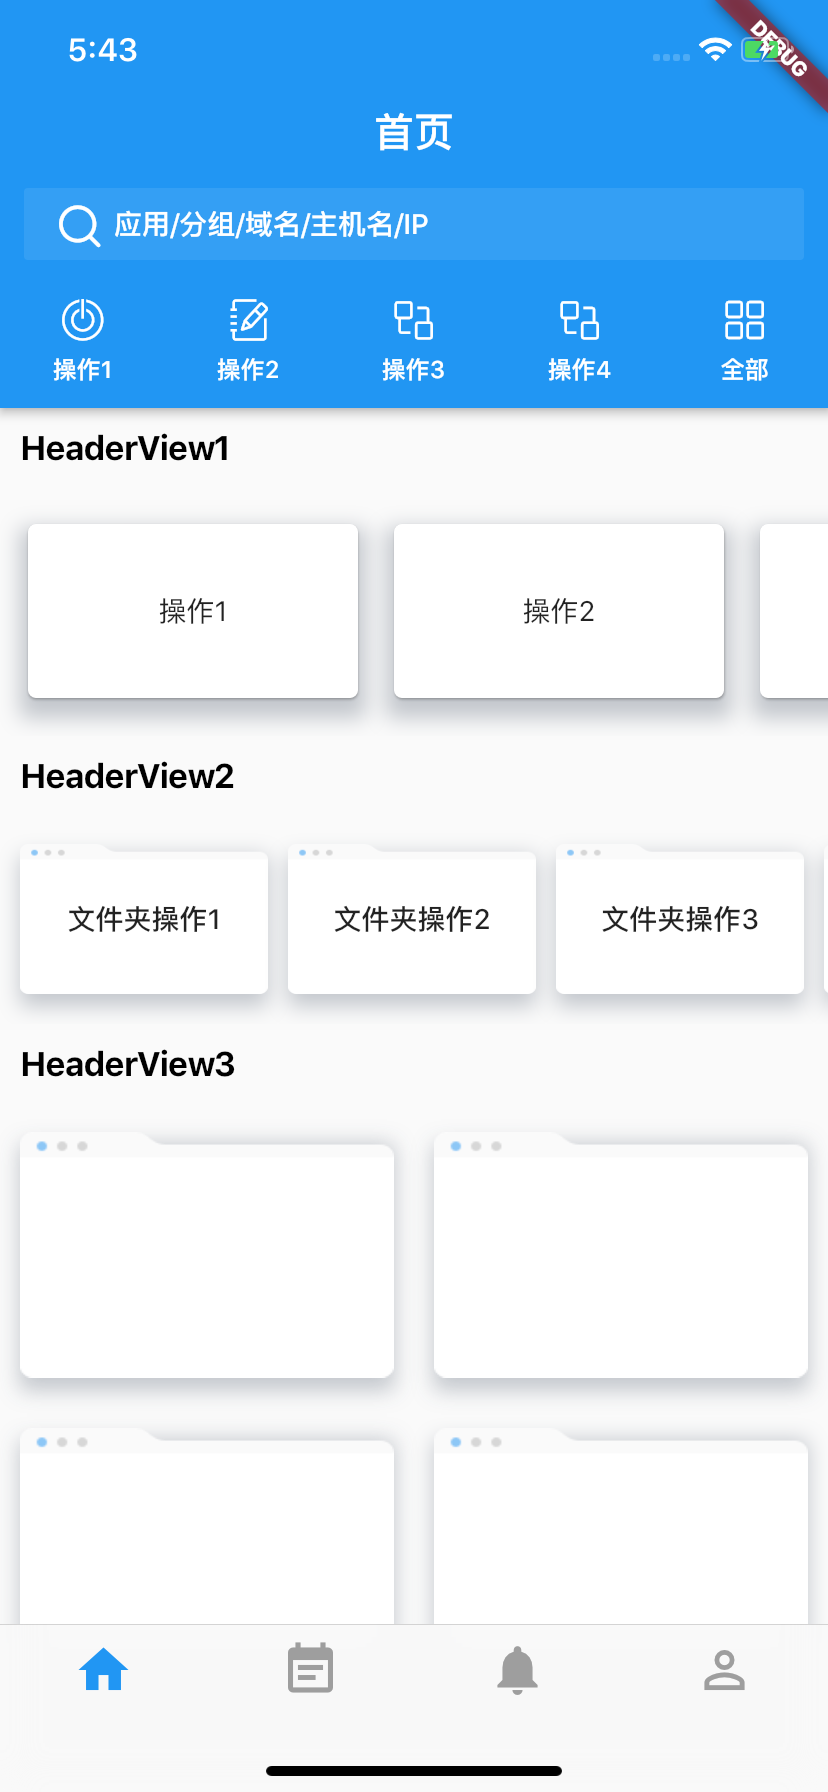 5:43
DEBUG
首页
应用/分组/域名/主机名/IP
操作1 操作2 操作3 操作4 全部
HeaderView1
操作1 操作2
HeaderView2
文件夹操作1 文件夹操作2 文件夹操作3
HeaderView3